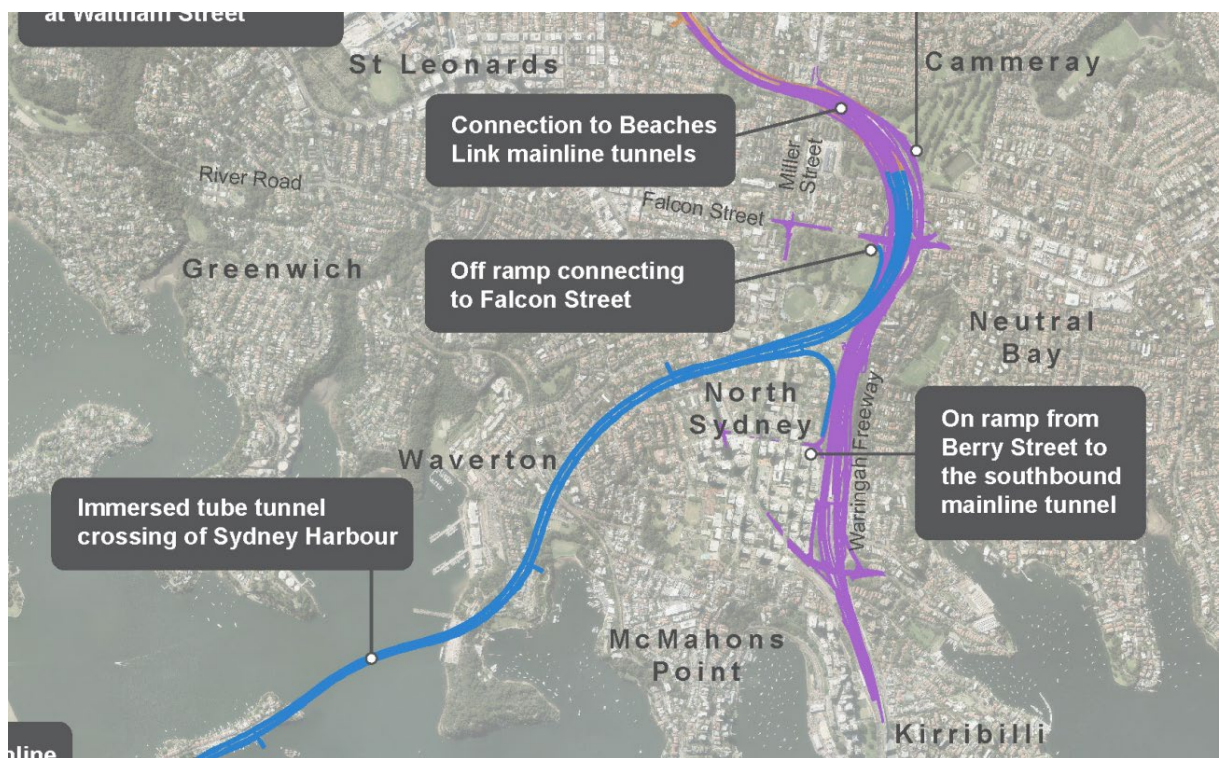 at Waltham Street
St Leonards
Cammeray
Connection to Beaches
Link mainline tunnels
Miller
Street
River Road
Falcon Street
Greenwich
Off ramp connecting
to Falcon Street
Neutral
Bay
North
Sydney
On ramp from
Berry Street to
the southbound
mainline tunnel
Warringah Freeway
Waverton
Immersed tube tunnel
crossing of Sydney Harbour
McMahons
Point
Kirribilli